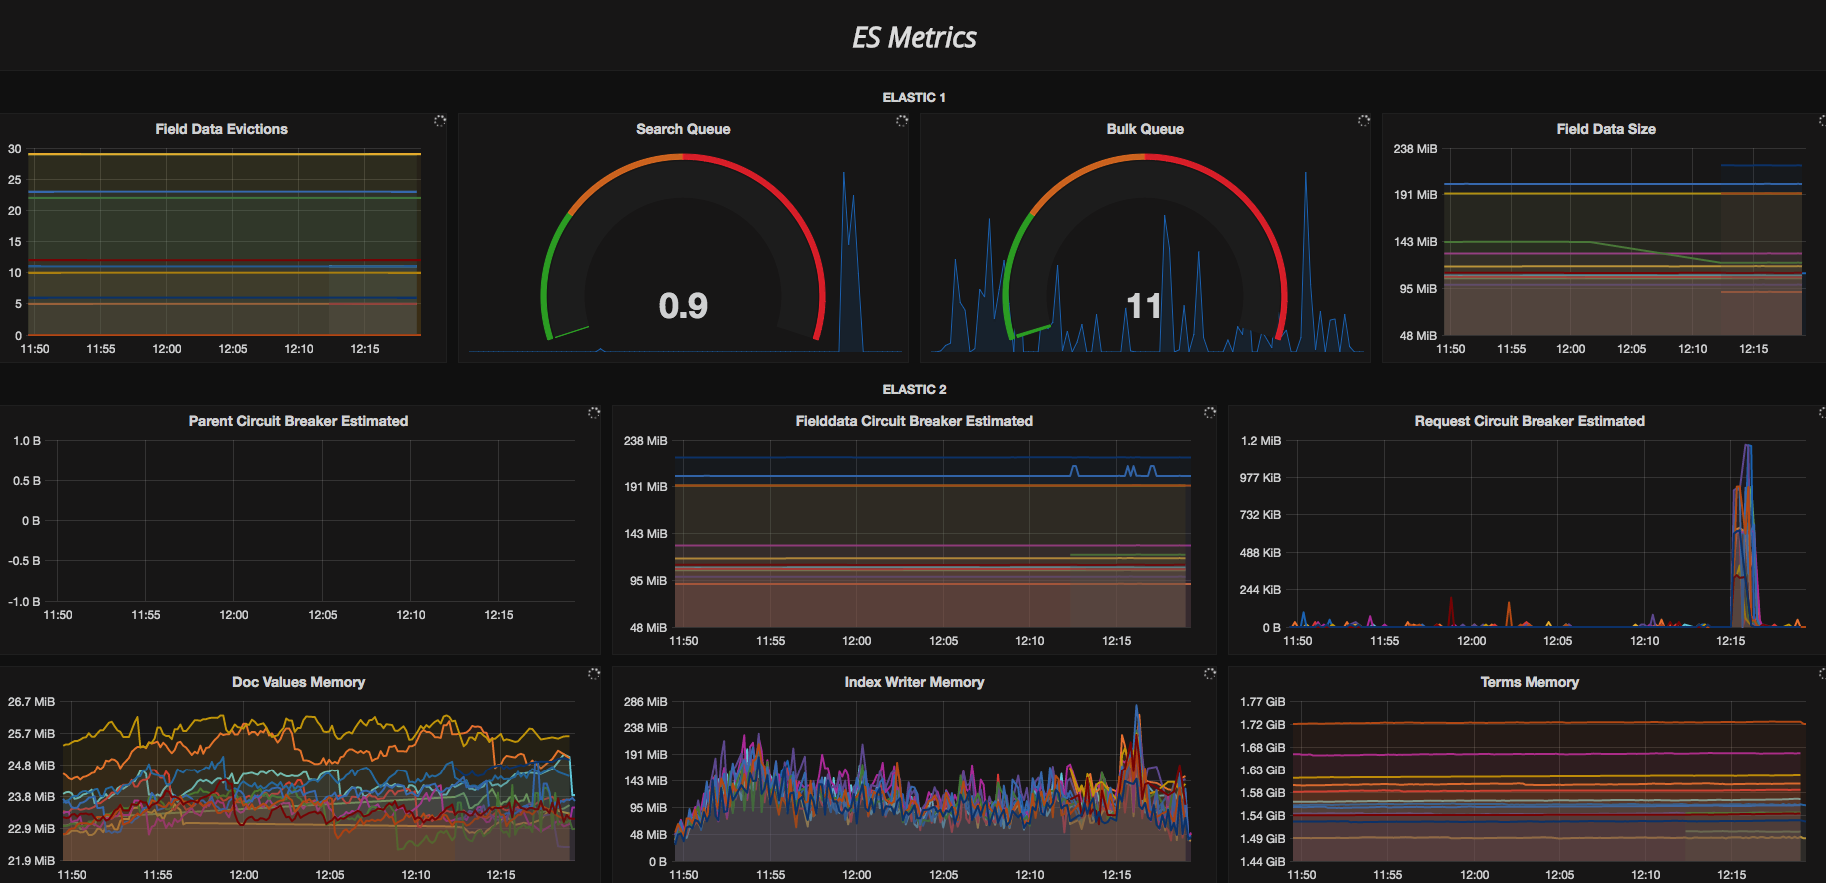 ES Metrics
ELASTIC 1
Field Data Evictions
30
25
20
15
10
5
0
11:50 11:55 12:00 12:05 12:10 12:15
Search Queue
0.9
Bulk Queue
11
Field Data Size
238 MiB
191 MiB
143 MiB
95 MiB
48 MiB
11:50 11:55 12:00 12:05 12:10 12:15
ELASTIC 2
Parent Circuit Breaker Estimated
1.0 B
0.5 B
0 B
-0.5 B
-1.0 B
11:50 11:55 12:00 12:05 12:10 12:15
Fielddata Circuit Breaker Estimated
238 MiB
191 MiB
143 MiB
95 MiB
48 MiB
11:50 11:55 12:00 12:05 12:10 12:15
Request Circuit Breaker Estimated
1.2 MiB
977 KiB
732 KiB
488 KiB
244 KiB
0 B
11:50 11:55 12:00 12:05 12:10 12:15
Doc Values Memory
26.7 MiB
25.7 MiB
24.8 MiB
23.8 MiB
22.9 MiB
21.9 MiB
11:50 11:55 12:00 12:05 12:10 12:15
Index Writer Memory
286 MiB
238 MiB
191 MiB
143 MiB
95 MiB
48 MiB
0 B
11:50 11:55 12:00 12:05 12:10 12:15
Terms Memory
1.77 GiB
1.72 GiB
1.68 GiB
1.63 GiB
1.58 GiB
1.54 GiB
1.49 GiB
1.44 GiB
11:50 11:55 12:00 12:05 12:10 12:15